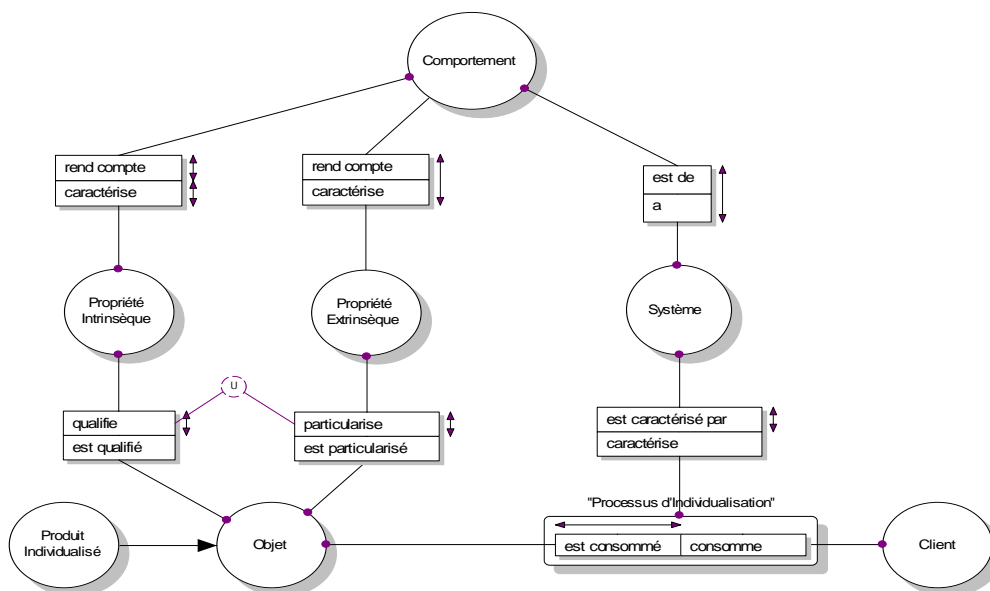 Comportement
rend compte
caractérise
rend compte
caractérise
est de
a
Propriété
Intrinsèque
Propriété
Extrinsèque
Système
U
qualifie
est qualifié
particularise
est particularisé
est caractérisé par
caractérise
"Processus d'Individualisation"
Produit
Individualisé
Objet
est consommé
consomme
Client